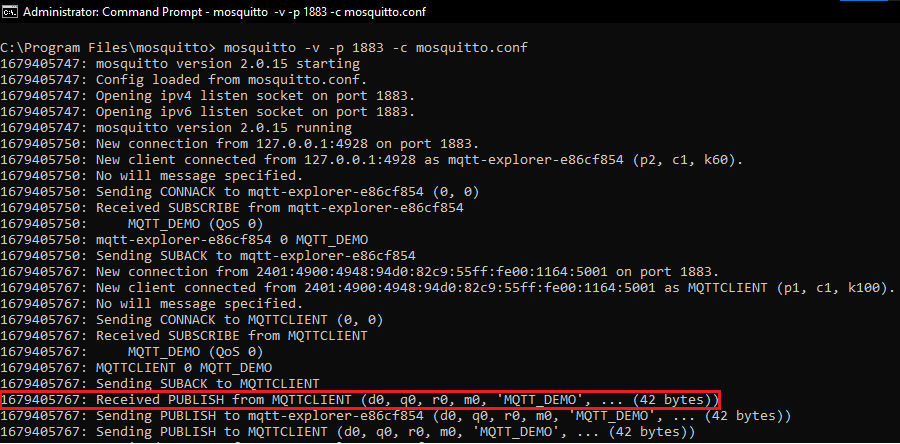 Administrator: Command Prompt - mosquitto -v -p 1883 -c mosquitto.conf
C:\Program Files\mosquitto> mosquitto -v -p 1883 -c mosquitto.conf
1679405747: mosquitto version 2.0.15 starting
1679405747: Config loaded from mosquitto.conf.
1679405747: Opening ipv4 listen socket on port 1883.
1679405747: Opening ipv6 listen socket on port 1883.
1679405747: mosquitto version 2.0.15 running
1679405750: New connection from 127.0.0.1:4928 on port 1883.
1679405750: New client connected from 127.0.0.1:4928 as mqtt-explorer-e86cf854 (p2, c1, k60).
1679405750: No will message specified.
1679405750: Sending CONNACK to mqtt-explorer-e86cf854 (0, 0)
1679405750: Received SUBSCRIBE from mqtt-explorer-e86cf854
1679405750:     MQTT_DEMO (QoS 0)
1679405750: mqtt-explorer-e86cf854 0 MQTT_DEMO
1679405750: Sending SUBACK to mqtt-explorer-e86cf854
1679405767: New connection from 2401:4900:4948:94d0:82c9:55ff:fe00:1164:5001 on port 1883.
1679405767: New client connected from 2401:4900:4948:94d0:82c9:55ff:fe00:1164:5001 as MQTTCLIENT (p1, c1, k100).
1679405767: No will message specified.
1679405767: Sending CONNACK to MQTTCLIENT (0, 0)
1679405767: Received SUBSCRIBE from MQTTCLIENT
1679405767:     MQTT_DEMO (QoS 0)
1679405767: MQTTCLIENT 0 MQTT_DEMO
1679405767: Sending SUBACK to MQTTCLIENT
1679405767: Received PUBLISH from MQTTCLIENT (d0, q0, r0, m0, 'MQTT_DEMO', ... (42 bytes))
1679405767: Sending PUBLISH to mqtt-explorer-e86cf854 (d0, q0, r0, m0, 'MQTT_DEMO', ... (42 bytes))
1679405767: Sending PUBLISH to MQTTCLIENT (d0, q0, r0, m0, 'MQTT_DEMO', ... (42 bytes))